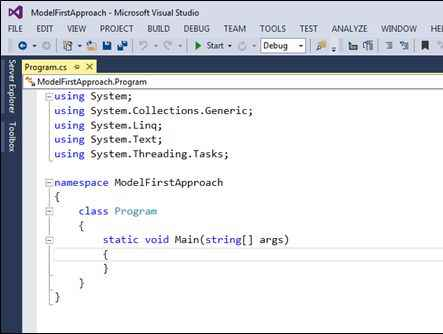 ModelFirstApproach - Microsoft Visual Studio
FILE EDIT VIEW PROJECT BUILD DEBUG TEAM TOOLS TEST ANALYZE WINDOW HE
Start Debug
Server Explorer
Toolbox
Program.cs
ModelFirstApproach.Program
using System;
using System.Collections.Generic;
using System.Linq;
using System.Text;
using System.Threading.Tasks;
namespace ModelFirstApproach
{
class Program
{
static void Main(string[] args)
{
}
}
}